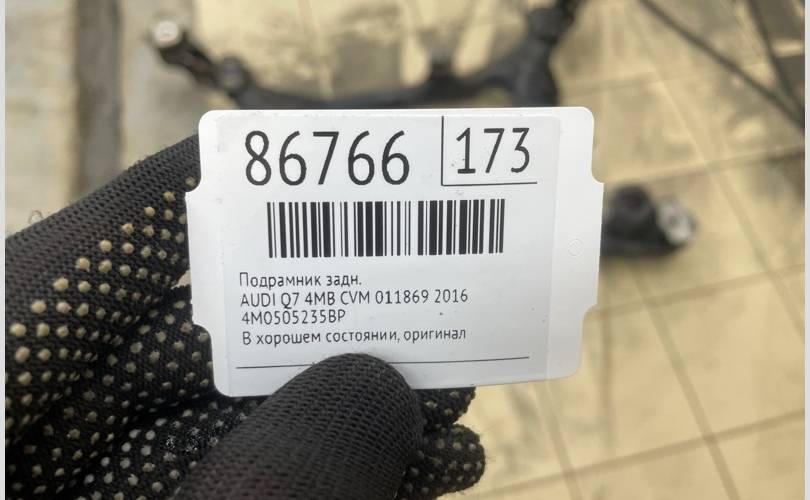 86766 173
Подрамник задн.
AUDI Q7 4MB CVM 011869 2016
4M0505235BP
В хорошем состоянии, оригинал